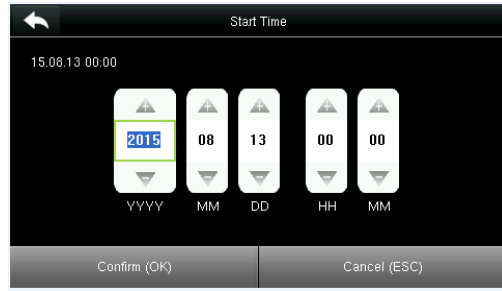 Start Time
15.08.13 00:00
2015 08 13 00 00
YYYY MM DD HH MM
Confirm (OK) Cancel (ESC)